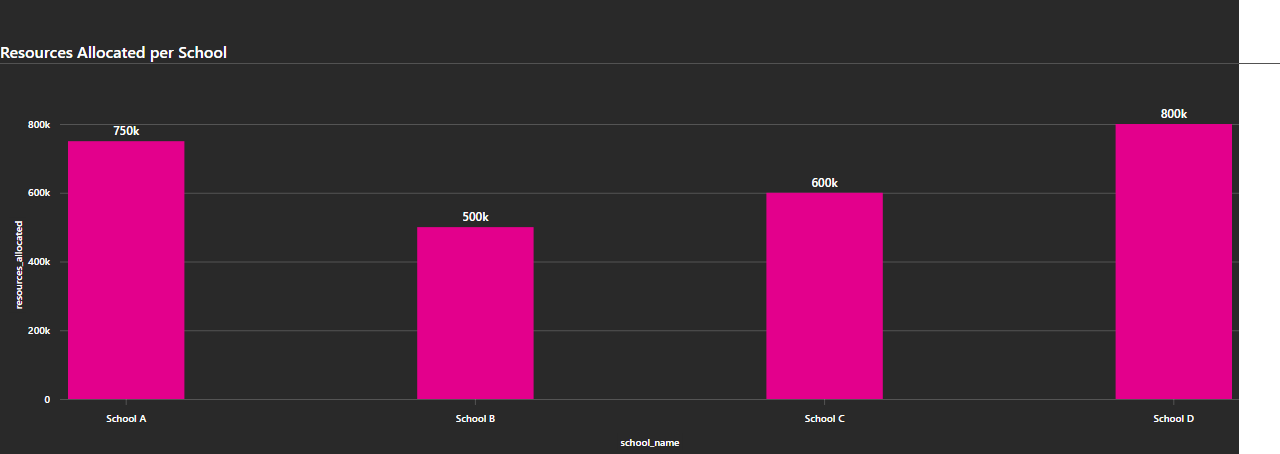 Resources Allocated per School
resources_allocated
800k
600k
400k
200k
0
750k
500k
600k
800k
School A
School B
School C
School D
school_name